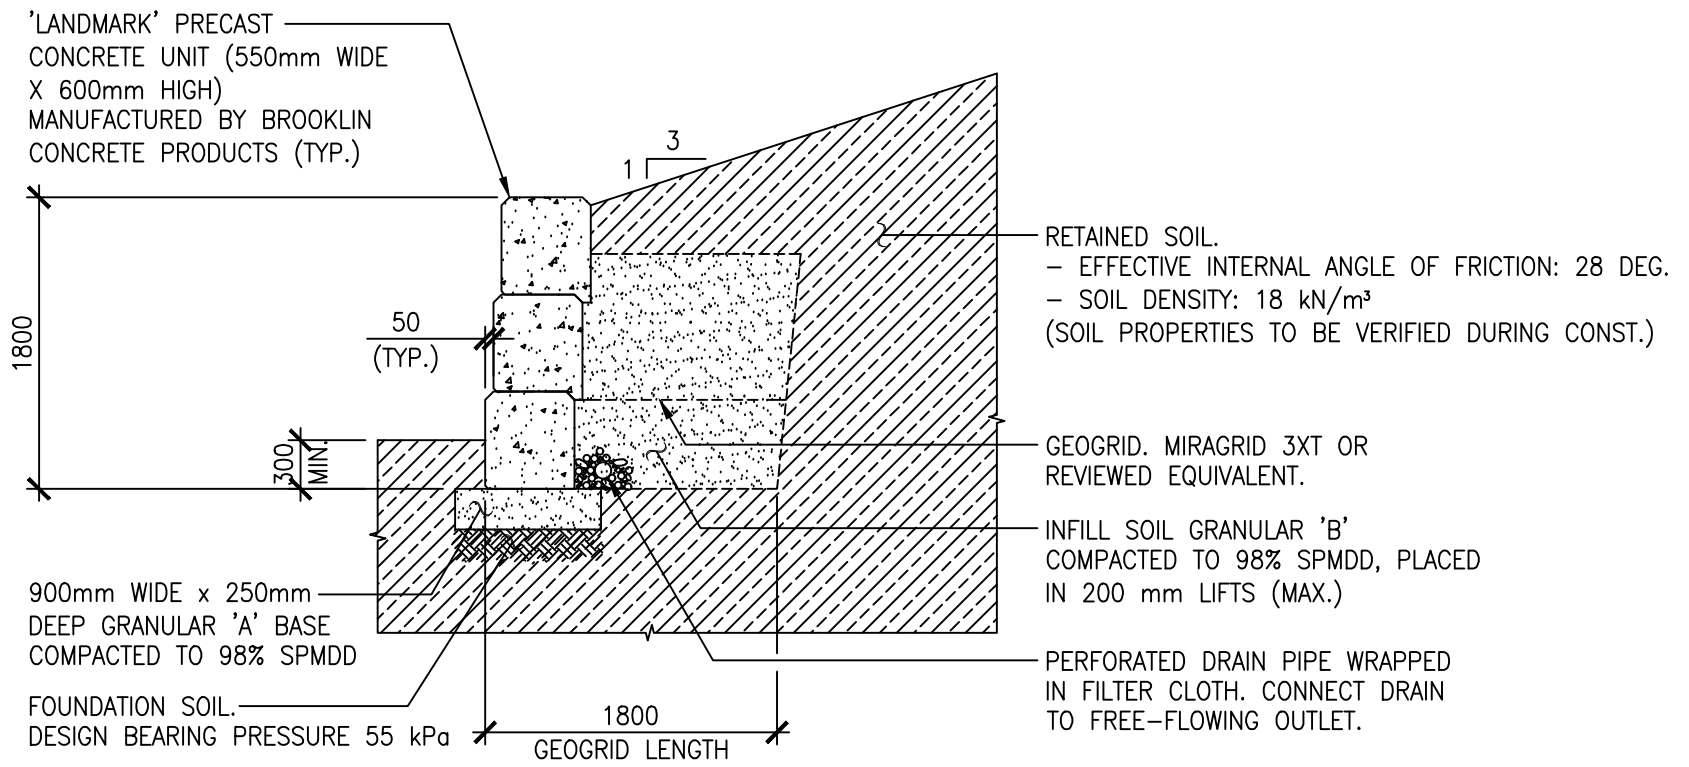 'LANDMARK' PRECAST
CONCRETE UNIT (550mm WIDE
X 600mm HIGH)
MANUFACTURED BY BROOKLIN
CONCRETE PRODUCTS (TYP.)
3
1
1800
50
(TYP.)
300
MIN.
RETAINED SOIL.
- EFFECTIVE INTERNAL ANGLE OF FRICTION: 28 DEG.
- SOIL DENSITY: 18 kN/m³
(SOIL PROPERTIES TO BE VERIFIED DURING CONST.)
GEOGRID. MIRAGRID 3XT OR
REVIEWED EQUIVALENT.
INFILL SOIL GRANULAR 'B'
COMPACTED TO 98% SPMDD, PLACED
IN 200 mm LIFTS (MAX.)
PERFORATED DRAIN PIPE WRAPPED
IN FILTER CLOTH. CONNECT DRAIN
TO FREE-FLOWING OUTLET.
900mm WIDE x 250mm
DEEP GRANULAR 'A' BASE
COMPACTED TO 98% SPMDD
FOUNDATION SOIL.
DESIGN BEARING PRESSURE 55 kPa
1800
GEOGRID LENGTH